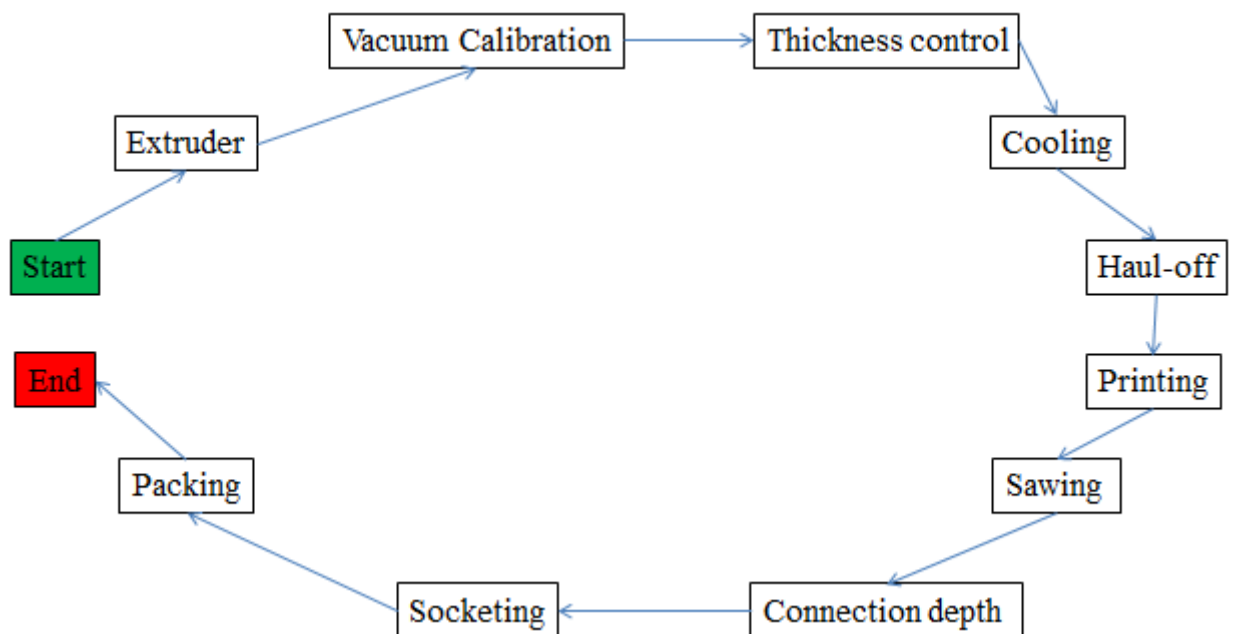 Vacuum Calibration
Thickness control
Extruder
Cooling
Start
Haul-off
End
Printing
Packing
Sawing
Socketing
Connection depth